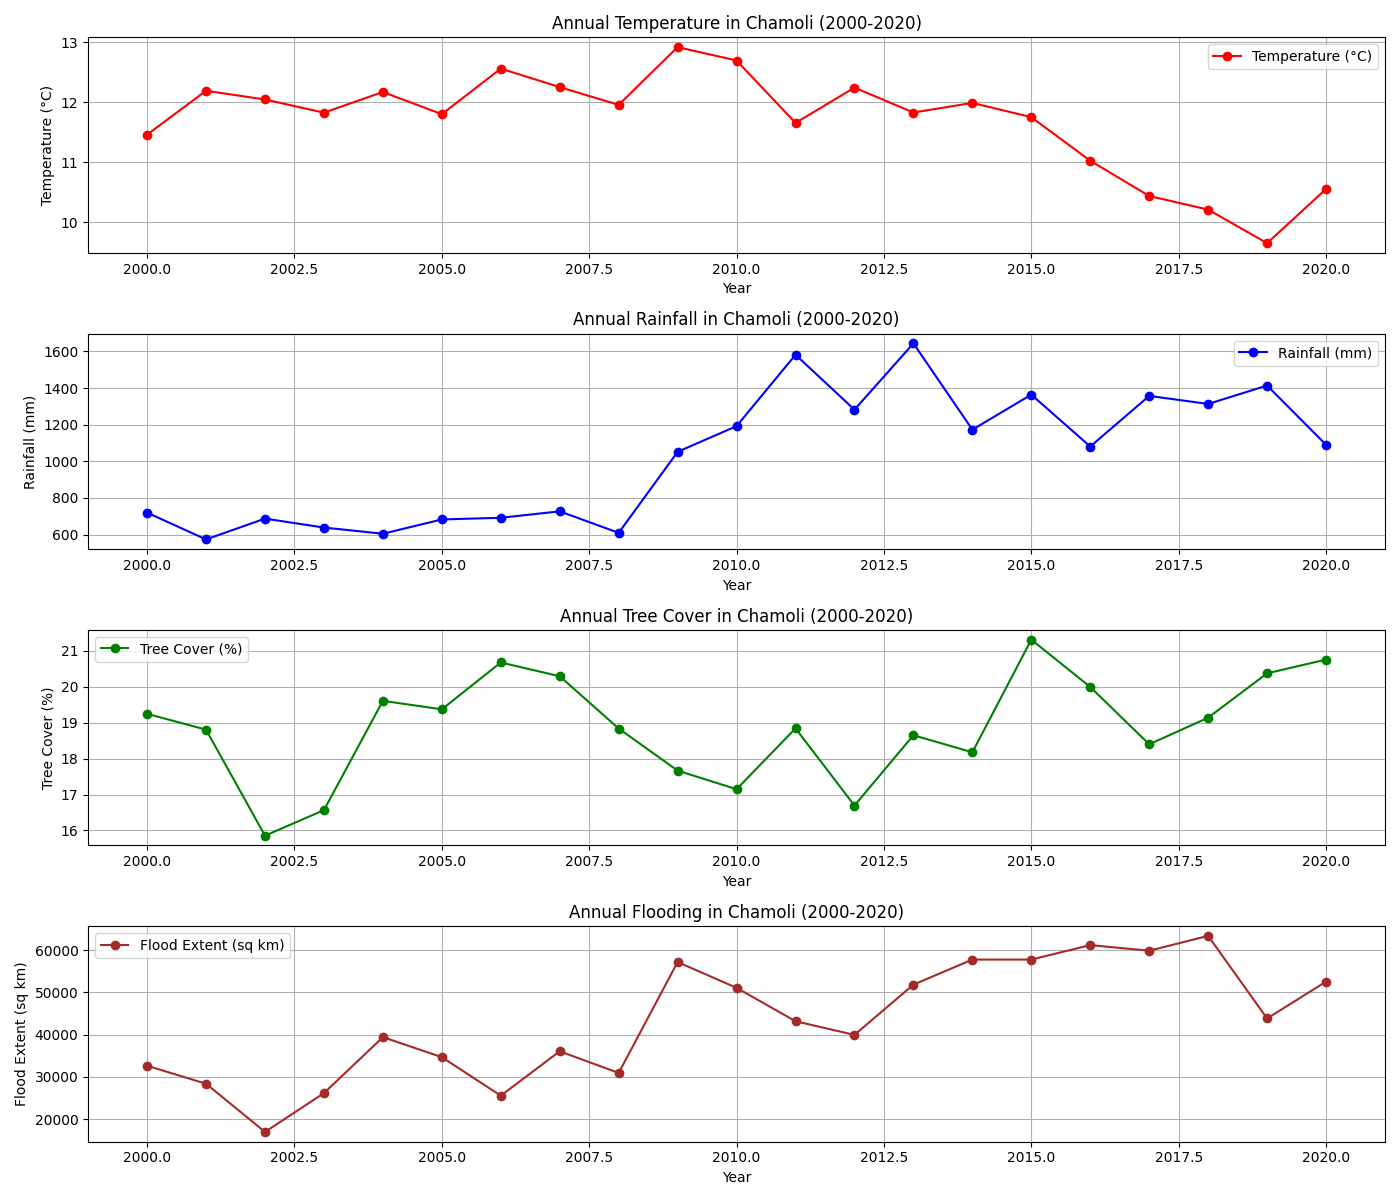 Annual Temperature in Chamoli (2000-2020)
Temperature (°C)
Temperature (°C)
13
12
11
10
2000.0 2002.5 2005.0 2007.5 2010.0 2012.5 2015.0 2017.5 2020.0
Year
Annual Rainfall in Chamoli (2000-2020)
Rainfall (mm)
Rainfall (mm)
1600
1400
1200
1000
800
600
2000.0 2002.5 2005.0 2007.5 2010.0 2012.5 2015.0 2017.5 2020.0
Year
Annual Tree Cover in Chamoli (2000-2020)
Tree Cover (%)
Tree Cover (%)
21
20
19
18
17
16
2000.0 2002.5 2005.0 2007.5 2010.0 2012.5 2015.0 2017.5 2020.0
Year
Annual Flooding in Chamoli (2000-2020)
Flood Extent (sq km)
Flood Extent (sq km)
60000
50000
40000
30000
20000
2000.0 2002.5 2005.0 2007.5 2010.0 2012.5 2015.0 2017.5 2020.0
Year